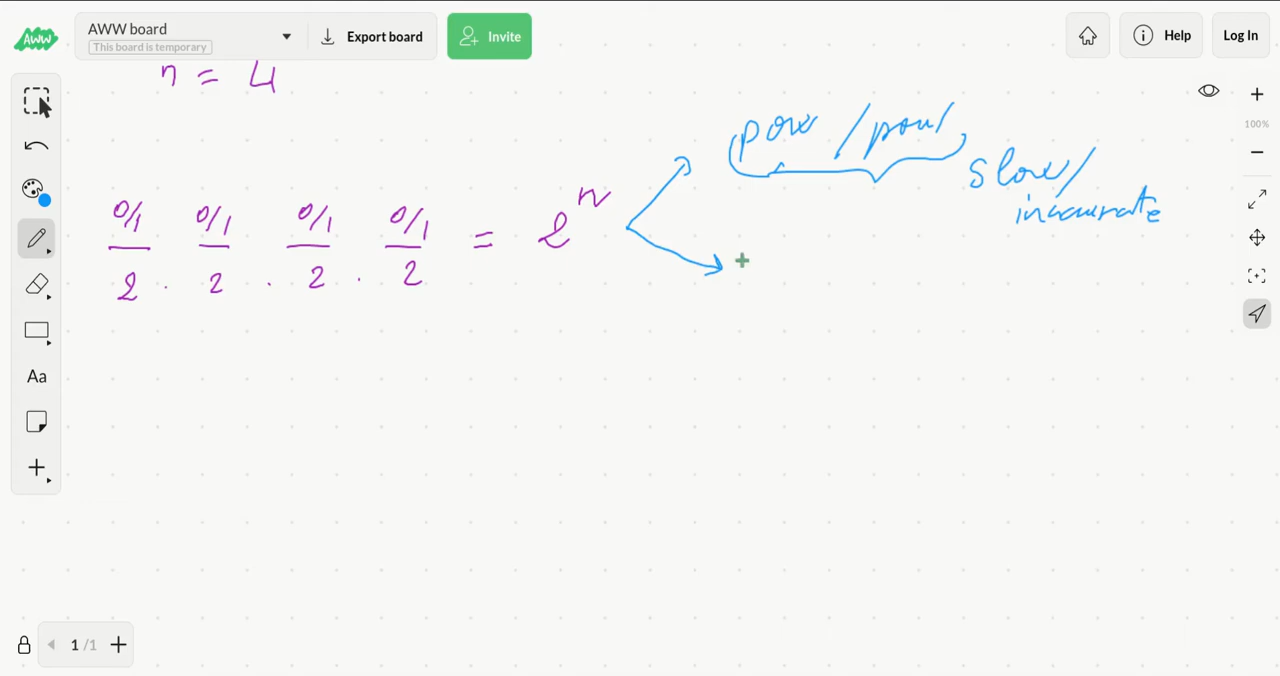 AWW
AWW board
This board is temporary
Export board
Invite
Help
Log In
n = 4
pow /powl
slow/
inaccurate
100%
0/1 0/1 0/1 0/1 = 2^n
2 . 2 . 2 . 2
Aa
1 /1